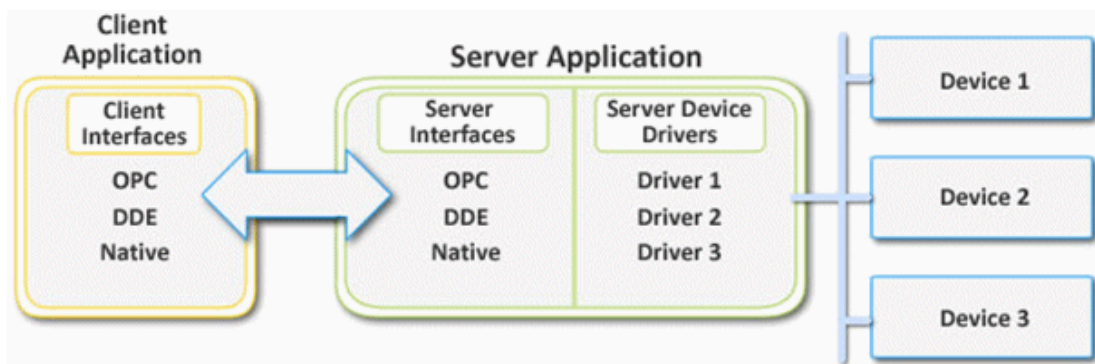 Client
Application
Server Application
Client
Interfaces
OPC
DDE
Native
Server
Interfaces
OPC
DDE
Native
Server Device
Drivers
Driver 1
Driver 2
Driver 3
Device 1
Device 2
Device 3